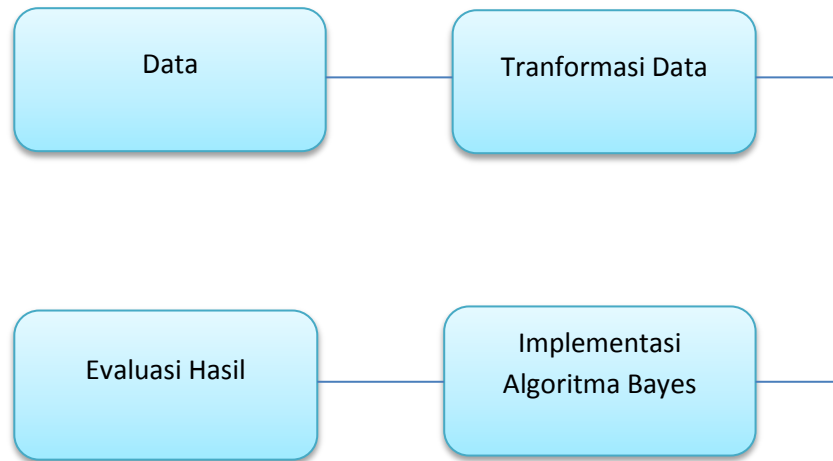 Data
Tranformasi Data
Implementasi
Algoritma Bayes
Evaluasi Hasil